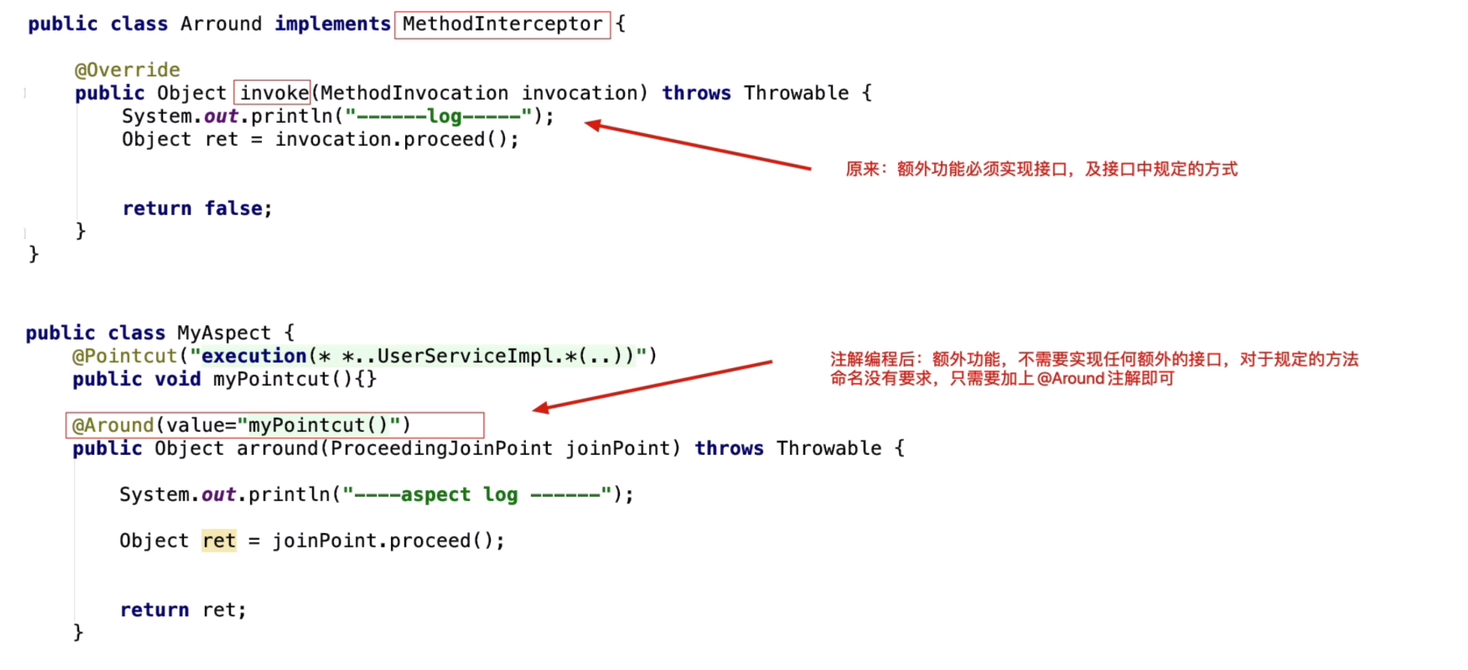 public class Arround implements MethodInterceptor {
@Override
public Object invoke(MethodInvocation invocation) throws Throwable {
System.out.println("------log-----");
Object ret = invocation.proceed();
原来：额外功能必须实现接口，及接口中规定的方式
return false;
}
}
public class MyAspect {
@Pointcut("execution(* *..UserServiceImpl.*(..))")
public void myPointcut(){}
注解编程后：额外功能，不需要实现任何额外的接口，对于规定的方法
命名没有要求，只需要加上@Around注解即可
@Around(value="myPointcut()")
public Object arround(ProceedingJoinPoint joinPoint) throws Throwable {
System.out.println("----aspect log ------");
Object ret = joinPoint.proceed();
return ret;
}